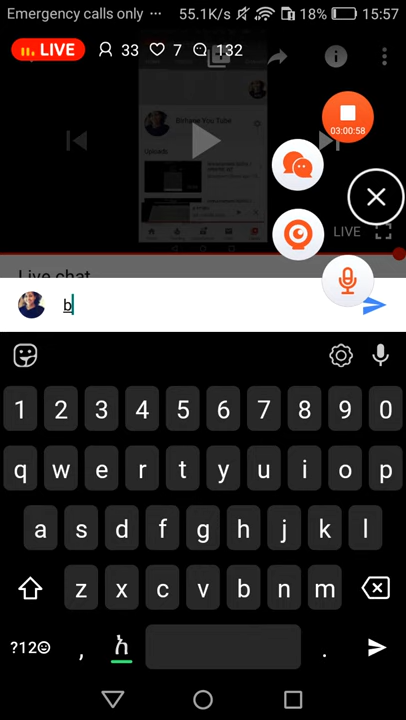 Emergency calls only ... 55.1K/s 18% 15:57
LIVE 33 7 132
03:00:58
Uploads
LIVE
Live chat
b
1 2 3 4 5 6 7 8 9 0
q w e r t y u i o p
a s d f g h j k l
z x c v b n m
?12☺ , አ .